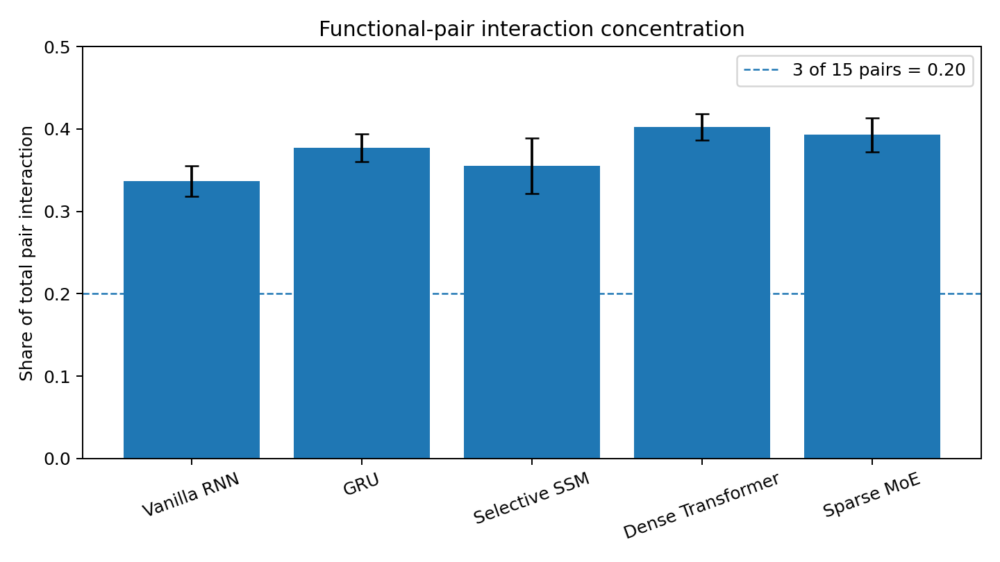 Functional-pair interaction concentration
3 of 15 pairs = 0.20
Share of total pair interaction
0.5
0.4
0.3
0.2
0.1
0.0
Vanilla RNN
GRU
Selective SSM
Dense Transformer
Sparse MoE